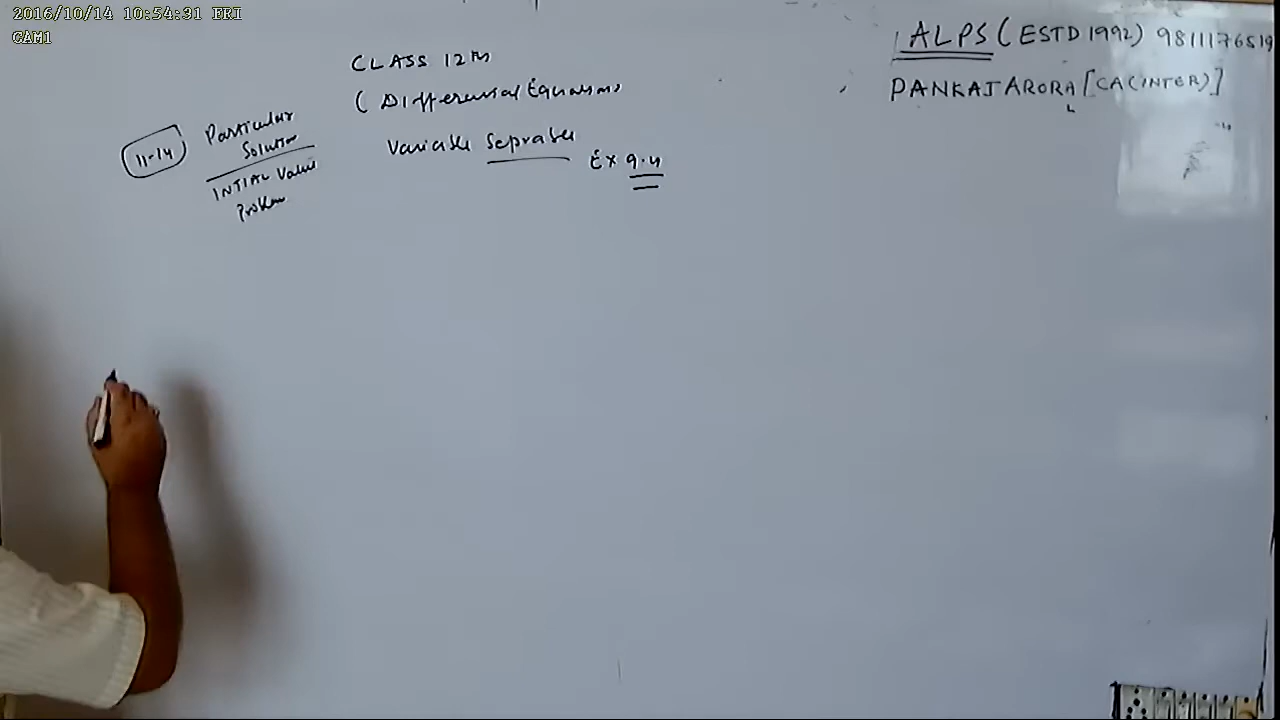 2016/10/14 10:54:31 FRI
CAM1
ALPS (ESTD 1992) 9811176519
PANKAJ ARORA [CA(INTER)]
CLASS 12th
( Differential Equations
Variable Seprable Ex 9.4
11-14 Particular
Solution
INTIAL Value
Problem